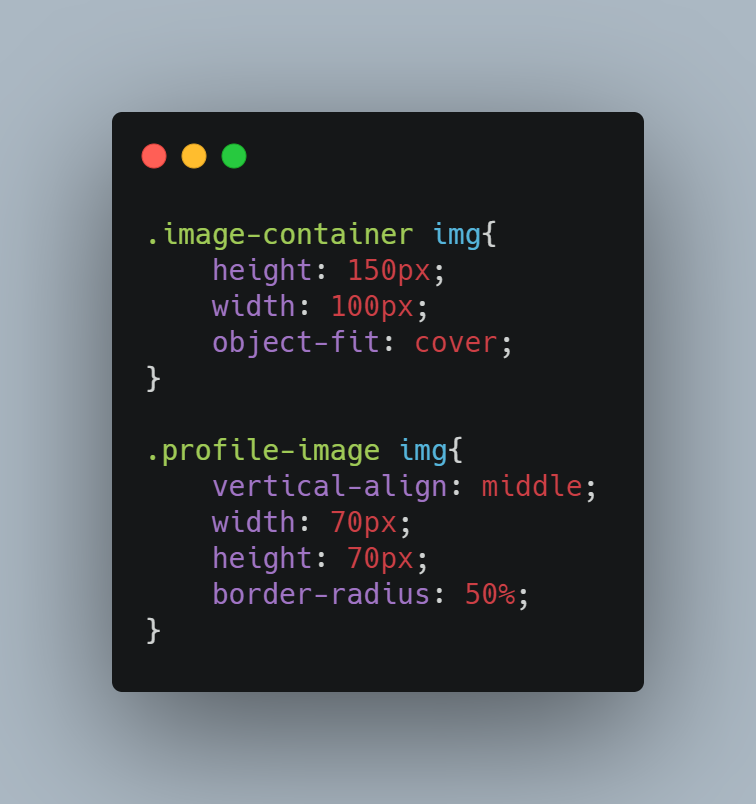 .image-container img{
    height: 150px;
    width: 100px;
    object-fit: cover;
}

.profile-image img{
    vertical-align: middle;
    width: 70px;
    height: 70px;
    border-radius: 50%;
}